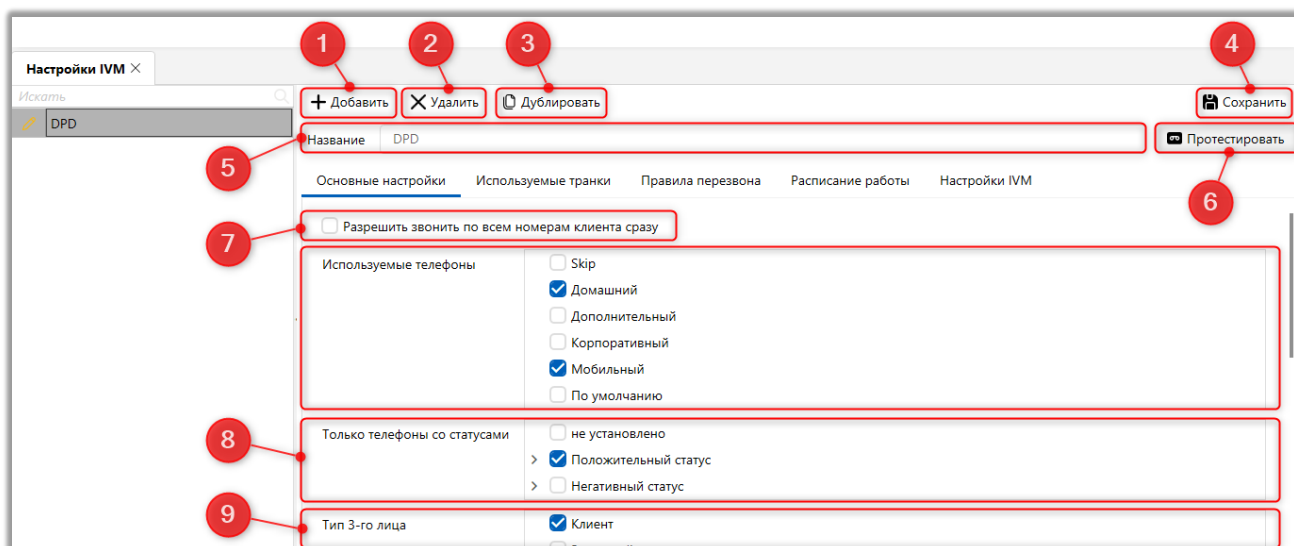 1
2
3
4
Настройки IVM
Искать
Добавить
Удалить
Дублировать
Сохранить
DPD
Название
DPD
Протестировать
5
Основные настройки
Используемые транки
Правила перезвона
Расписание работы
Настройки IVM
6
Разрешить звонить по всем номерам клиента сразу
7
Используемые телефоны
Skip
Домашний
Дополнительный
Корпоративный
Мобильный
По умолчанию
Только телефоны со статусами
не установлено
8
Положительный статус
Негативный статус
9
Тип 3-го лица
Клиент